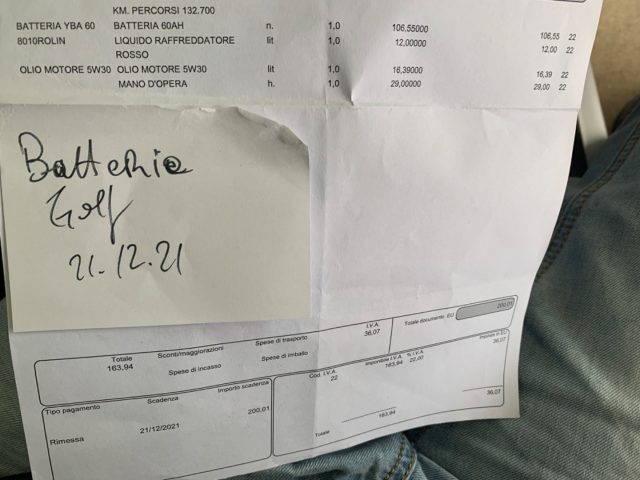 KM. PERCORSI 132.700
BATTERIA YBA 60 BATTERIA 60AH n. 1,0 106,55000 106,55 22
8010ROLIN LIQUIDO RAFFREDDATORE lit 1,0 12,00000 12,00 22
ROSSO
OLIO MOTORE 5W30 OLIO MOTORE 5W30 lit 1,0 16,39000 16,39 22
MANO D'OPERA h. 1,0 29,00000 29,00 22
Batteria
Golf
21.12.21
Totale Sconti/maggiorazioni Spese di trasporto I.V.A. Totale documento EU 200,01
163,94 36,07
Spese di incasso Spese di imballo
Tipo pagamento Scadenza Importo scadenza
Rimessa 21/12/2021 200,01
Cod. I.V.A. Imponibile I.V.A. % I.V.A. Imposta in EU
22 163,94 22,00 36,07
Totale 163,94 36,07